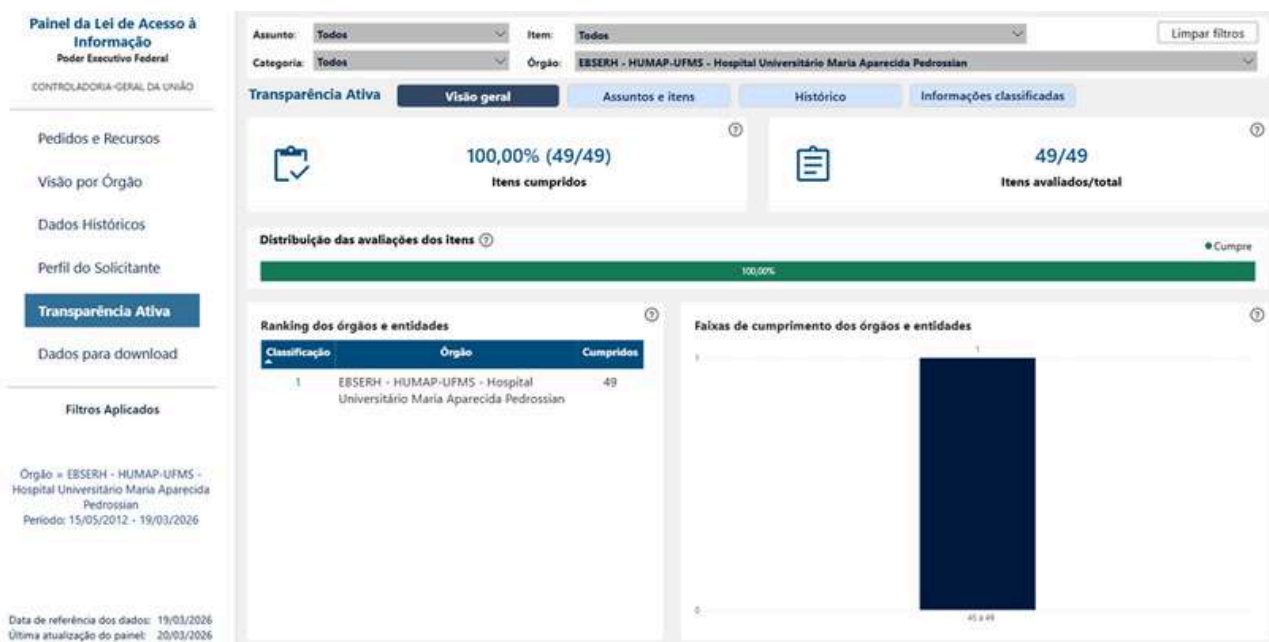 Painel da Lei de Acesso à
Informação
Poder Executivo Federal
CONTROLADORIA-GERAL DA UNIÃO
Pedidos e Recursos
Visão por Órgão
Dados Históricos
Perfil do Solicitante
Transparência Ativa
Dados para download
Filtros Aplicados
Órgão = EBSERH - HUMAP-UFMS -
Hospital Universitário Maria Aparecida
Pedrossian
Período: 15/05/2012 - 19/03/2026
Data de referência dos dados: 19/03/2026
Última atualização do painel: 20/03/2026
Assunto: Todos
Item: Todos
Limpar filtros
Categoria: Todos
Órgão: EBSERH - HUMAP-UFMS - Hospital Universitário Maria Aparecida Pedrossian
Transparência Ativa
Visão geral
Assuntos e itens
Histórico
Informações classificadas
100,00% (49/49)
Itens cumpridos
49/49
Itens avaliados/total
Distribuição das avaliações dos itens
Cumpre
100,00%
Ranking dos órgãos e entidades
Classificação Órgão Cumpridos
1 EBSERH - HUMAP-UFMS - Hospital 49
Universitário Maria Aparecida Pedrossian
Faixas de cumprimento dos órgãos e entidades
1
1
0
45 a 49